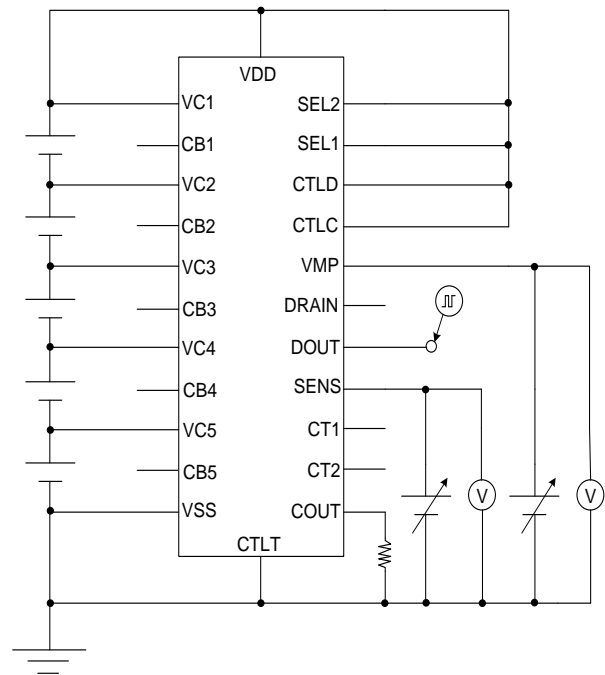 VDD
VC1
SEL2
CB1
SEL1
VC2
CTLD
CB2
CTLC
VC3
VMP
CB3
DRAIN
VC4
DOUT
CB4
SENS
VC5
CT1
CB5
CT2
V
V
VSS
COUT
CTLT